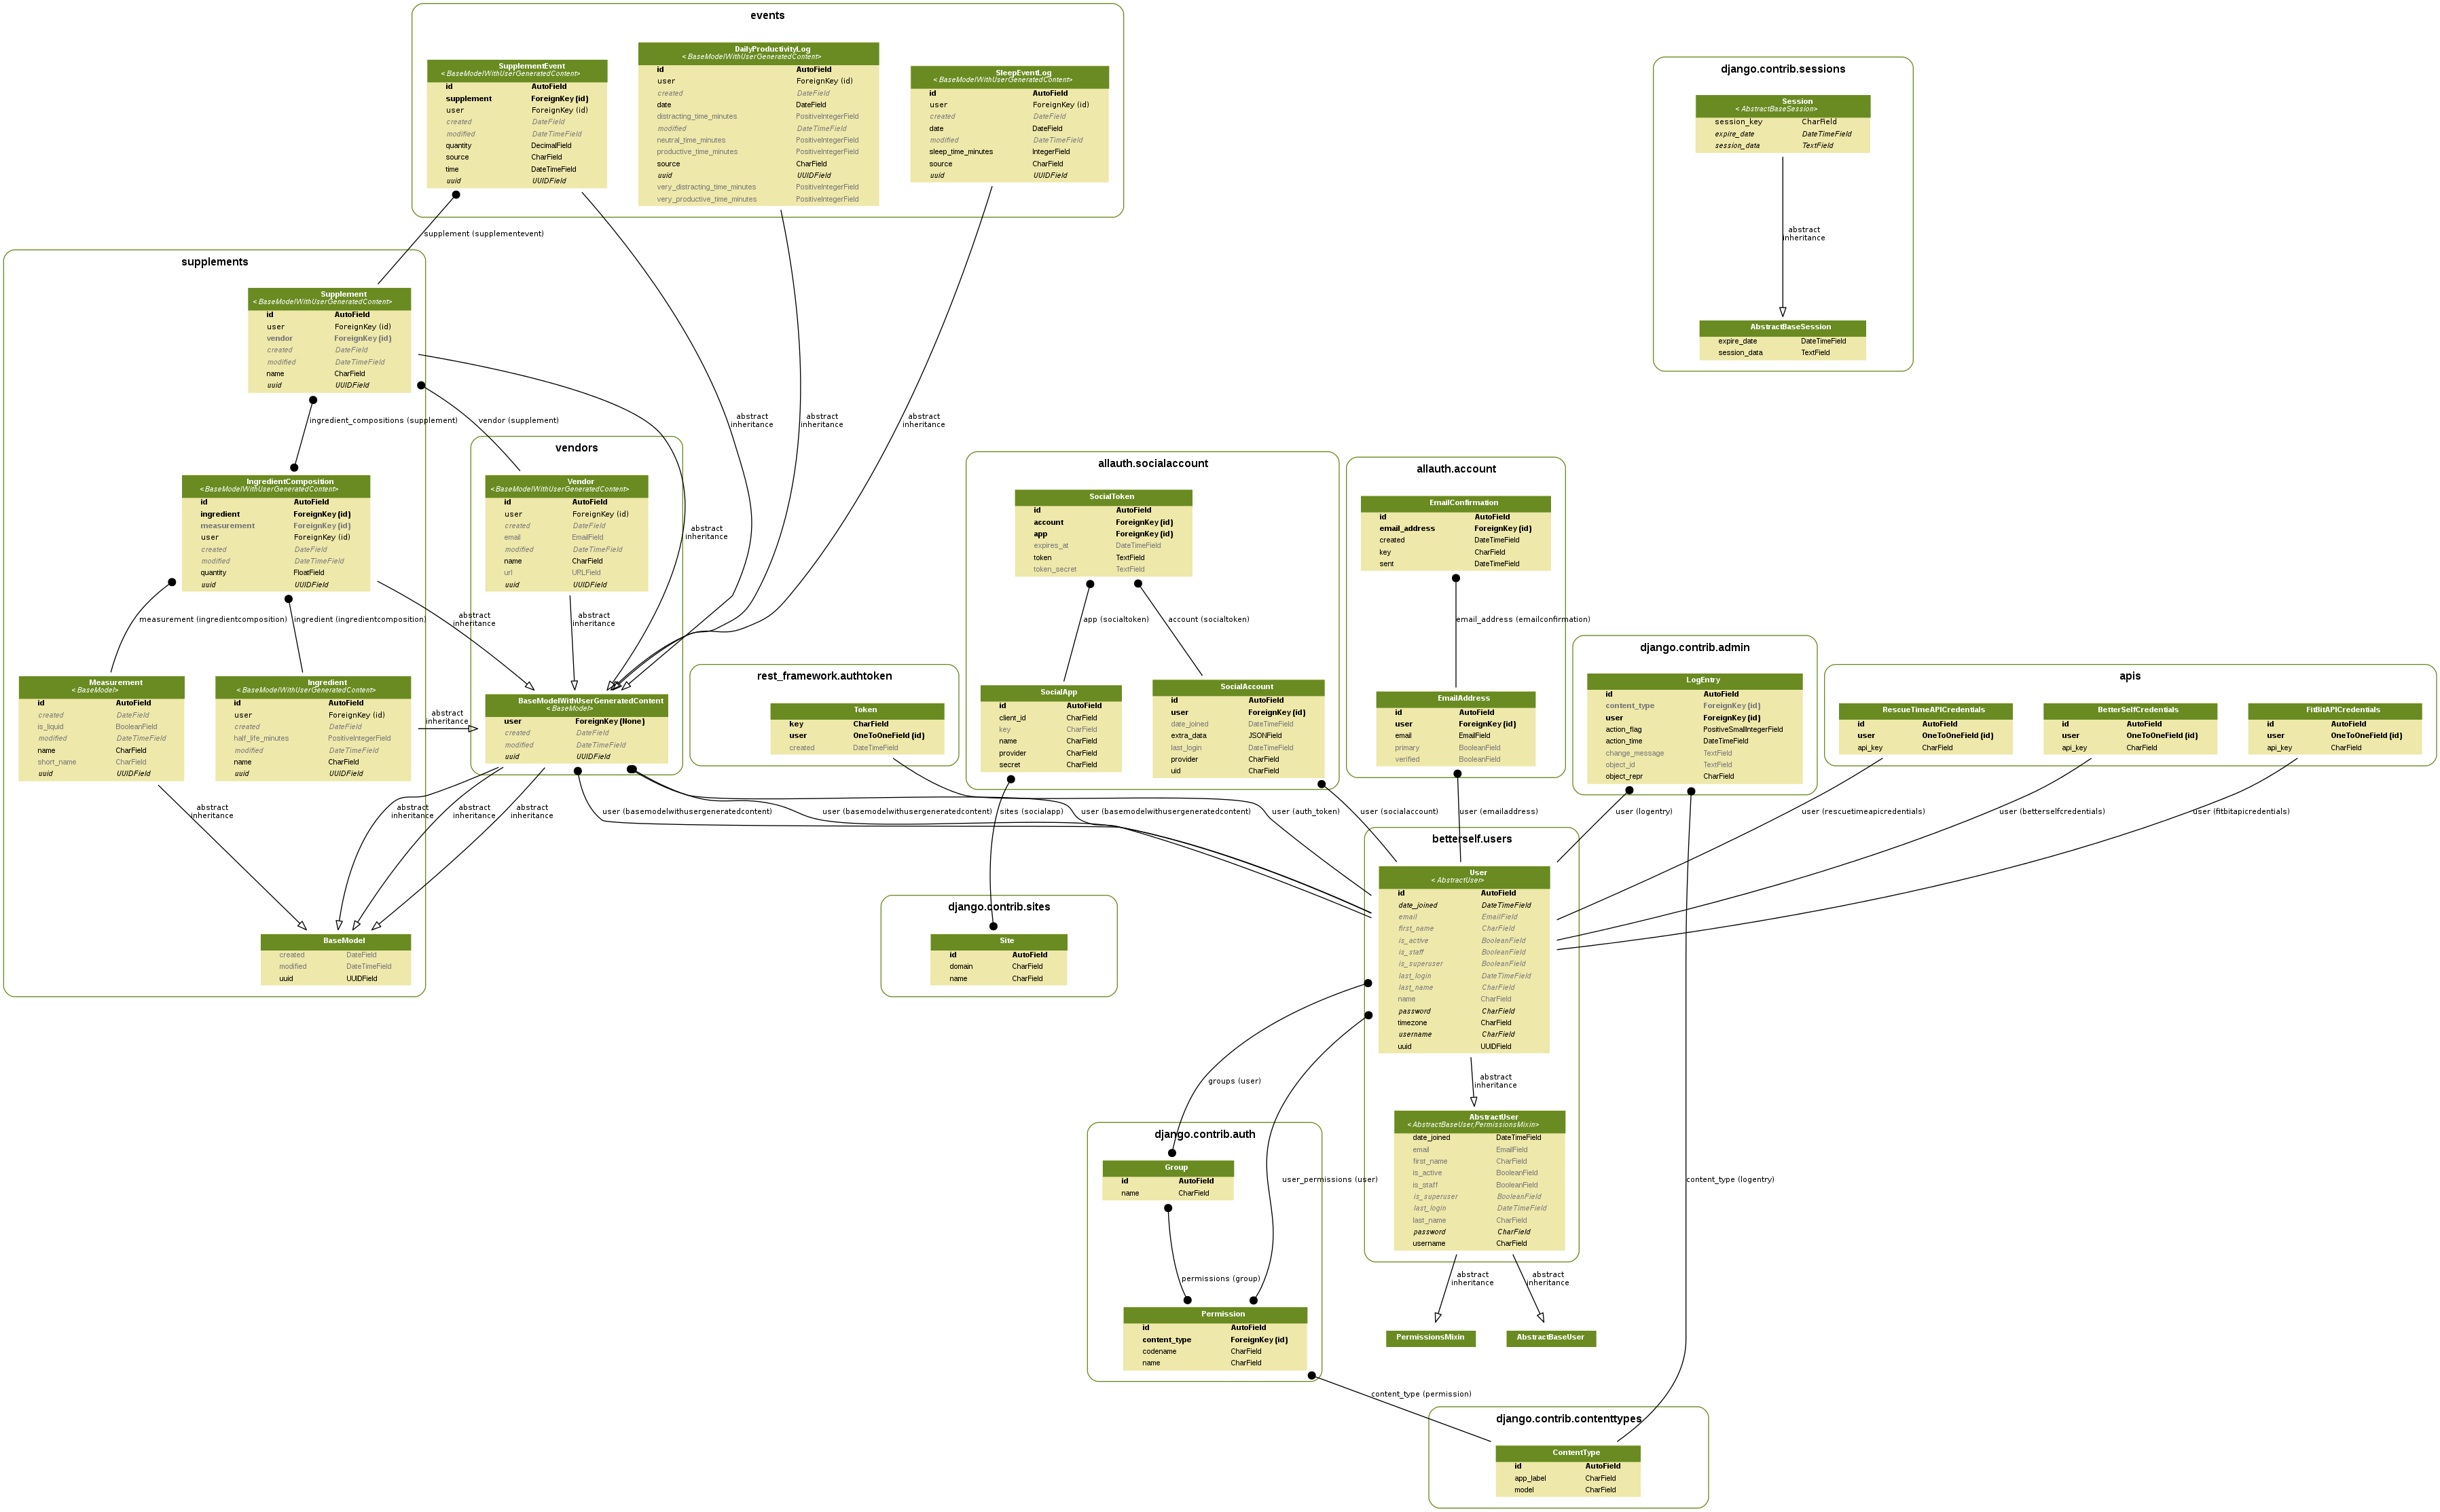 events
SupplementEvent
< BaseModelWithUserGeneratedContent>
id AutoField
supplement ForeignKey (id)
user ForeignKey (id)
created DateField
modified DateTimeField
quantity DecimalField
source CharField
time DateTimeField
uuid UUIDField
DailyProductivityLog
< BaseModelWithUserGeneratedContent>
id AutoField
user ForeignKey (id)
created DateField
date DateField
distracting_time_minutes PositiveIntegerField
modified DateTimeField
neutral_time_minutes PositiveIntegerField
productive_time_minutes PositiveIntegerField
source CharField
uuid UUIDField
very_distracting_time_minutes PositiveIntegerField
very_productive_time_minutes PositiveIntegerField
SleepEventLog
< BaseModelWithUserGeneratedContent>
id AutoField
user ForeignKey (id)
created DateField
date DateField
modified DateTimeField
sleep_time_minutes IntegerField
source CharField
uuid UUIDField
django.contrib.sessions
Session
< AbstractBaseSession>
session_key CharField
expire_date DateTimeField
session_data TextField
abstract
inheritance
AbstractBaseSession
expire_date DateTimeField
session_data TextField
supplement (supplementevent)
supplements
Supplement
< BaseModelWithUserGeneratedContent>
id AutoField
user ForeignKey (id)
vendor ForeignKey (id)
created DateField
modified DateTimeField
name CharField
uuid UUIDField
ingredient_compositions (supplement)
vendor (supplement)
abstract
inheritance
abstract
inheritance
abstract
inheritance
IngredientComposition
< BaseModelWithUserGeneratedContent>
id AutoField
ingredient ForeignKey (id)
measurement ForeignKey (id)
user ForeignKey (id)
created DateField
modified DateTimeField
quantity FloatField
uuid UUIDField
measurement (ingredientcomposition)
ingredient (ingredientcomposition)
abstract
inheritance
Measurement
< BaseModel>
id AutoField
created DateField
is_liquid BooleanField
modified DateTimeField
name CharField
short_name CharField
uuid UUIDField
Ingredient
< BaseModelWithUserGeneratedContent>
id AutoField
user ForeignKey (id)
created DateField
half_life_minutes PositiveIntegerField
modified DateTimeField
name CharField
uuid UUIDField
abstract
inheritance
abstract
inheritance
abstract
inheritance
abstract
inheritance
abstract
inheritance
BaseModel
created DateField
modified DateTimeField
uuid UUIDField
vendors
Vendor
< BaseModelWithUserGeneratedContent>
id AutoField
user ForeignKey (id)
created DateField
email EmailField
modified DateTimeField
name CharField
url URLField
uuid UUIDField
abstract
inheritance
abstract
inheritance
BaseModelWithUserGeneratedContent
< BaseModel>
user ForeignKey (None)
created DateField
modified DateTimeField
uuid UUIDField
user (basemodelwithusergeneratedcontent)
user (basemodelwithusergeneratedcontent)
user (basemodelwithusergeneratedcontent)
rest_framework.authtoken
Token
key CharField
user OneToOneField (id)
created DateTimeField
user (auth_token)
allauth.socialaccount
SocialToken
id AutoField
account ForeignKey (id)
app ForeignKey (id)
expires_at DateTimeField
token TextField
token_secret TextField
app (socialtoken)
account (socialtoken)
SocialApp
id AutoField
client_id CharField
key CharField
name CharField
provider CharField
secret CharField
SocialAccount
id AutoField
user ForeignKey (id)
date_joined DateTimeField
extra_data JSONField
last_login DateTimeField
provider CharField
uid CharField
sites (socialapp)
user (socialaccount)
django.contrib.sites
Site
id AutoField
domain CharField
name CharField
allauth.account
EmailConfirmation
id AutoField
email_address ForeignKey (id)
created DateTimeField
key CharField
sent DateTimeField
email_address (emailconfirmation)
EmailAddress
id AutoField
user ForeignKey (id)
email EmailField
primary BooleanField
verified BooleanField
user (emailaddress)
django.contrib.admin
LogEntry
id AutoField
content_type ForeignKey (id)
user ForeignKey (id)
action_flag PositiveSmallIntegerField
action_time DateTimeField
change_message TextField
object_id TextField
object_repr CharField
user (logentry)
apis
RescueTimeAPICredentials
id AutoField
user OneToOneField (id)
api_key CharField
BetterSelfCredentials
id AutoField
user OneToOneField (id)
api_key CharField
FitBitAPICredentials
id AutoField
user OneToOneField (id)
api_key CharField
user (rescuetimeapicredentials)
user (betterselfcredentials)
user (fitbitapicredentials)
betterself.users
User
< AbstractUser>
id AutoField
date_joined DateTimeField
email EmailField
first_name CharField
is_active BooleanField
is_staff BooleanField
is_superuser BooleanField
last_login DateTimeField
last_name CharField
name CharField
password CharField
timezone CharField
username CharField
uuid UUIDField
groups (user)
abstract
inheritance
AbstractUser
< AbstractBaseUser,PermissionsMixin>
date_joined DateTimeField
email EmailField
first_name CharField
is_active BooleanField
is_staff BooleanField
is_superuser BooleanField
last_login DateTimeField
last_name CharField
password CharField
username CharField
abstract
inheritance
abstract
inheritance
PermissionsMixin
AbstractBaseUser
django.contrib.auth
Group
id AutoField
name CharField
user_permissions (user)
permissions (group)
Permission
id AutoField
content_type ForeignKey (id)
codename CharField
name CharField
content_type (logentry)
content_type (permission)
django.contrib.contenttypes
ContentType
id AutoField
app_label CharField
model CharField